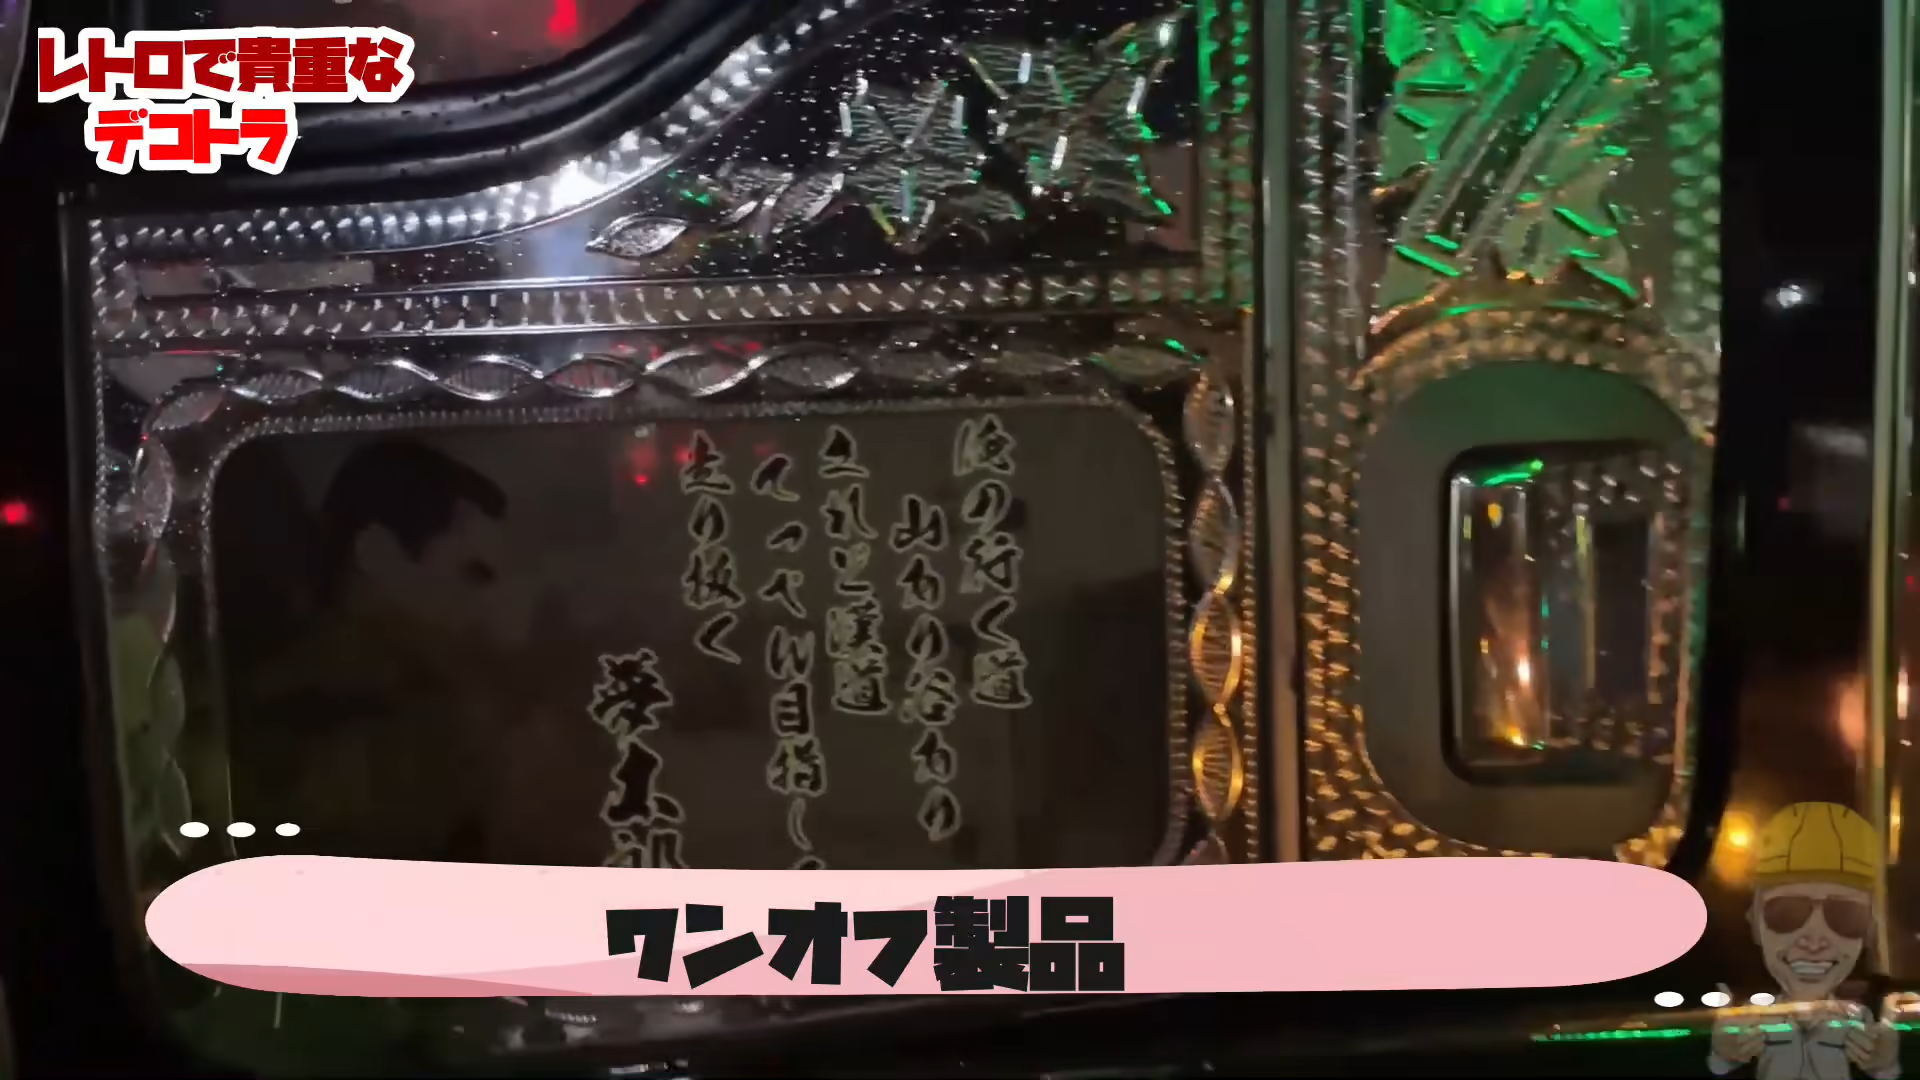 レトロで貴重な
デコトラ
俺の行く道
山あり谷あり
されど漢道
てっぺん目指し
走り抜く
ワンオフ製品